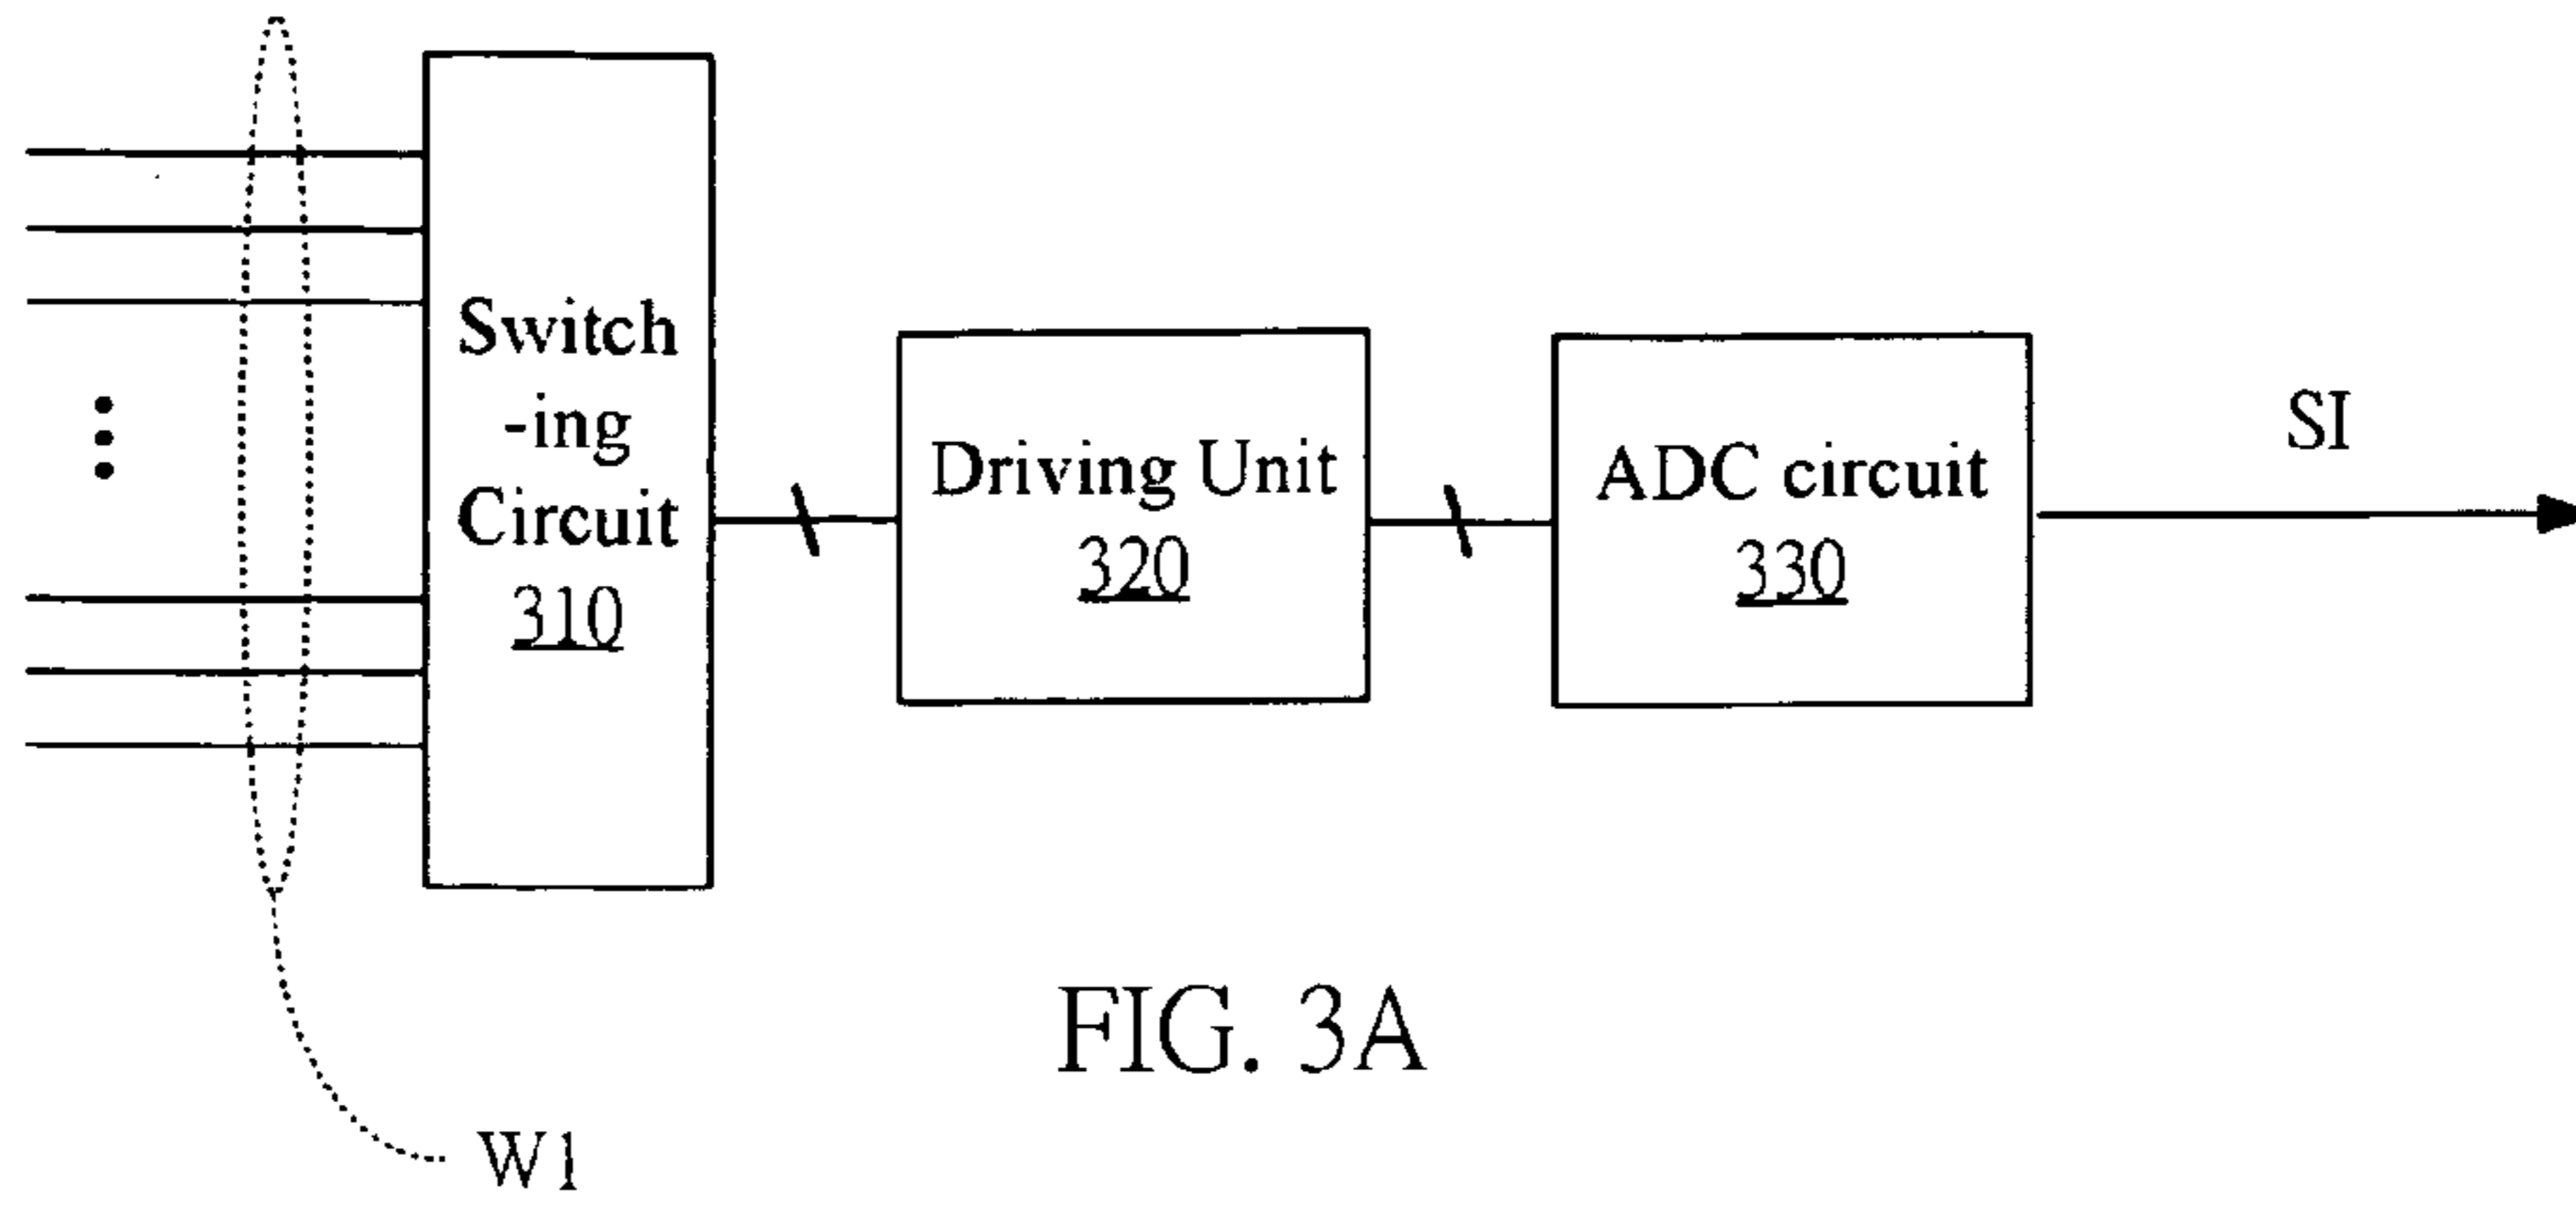 Switch
-ing
Circuit
310
Driving Unit
320
ADC circuit
330
SI
FIG. 3A
W1